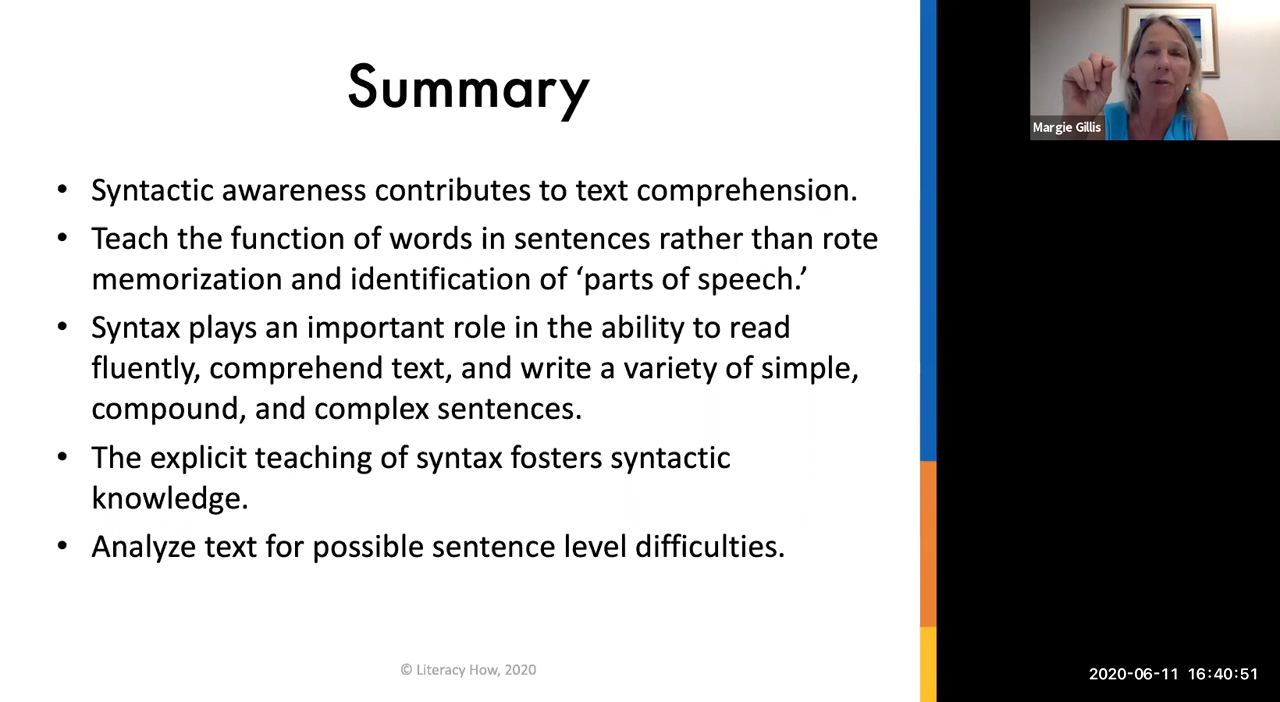 Summary
• Syntactic awareness contributes to text comprehension.
• Teach the function of words in sentences rather than rote
memorization and identification of ‘parts of speech.’
• Syntax plays an important role in the ability to read
fluently, comprehend text, and write a variety of simple,
compound, and complex sentences.
• The explicit teaching of syntax fosters syntactic
knowledge.
• Analyze text for possible sentence level difficulties.
© Literacy How, 2020
Margie Gillis
2020-06-11 16:40:51